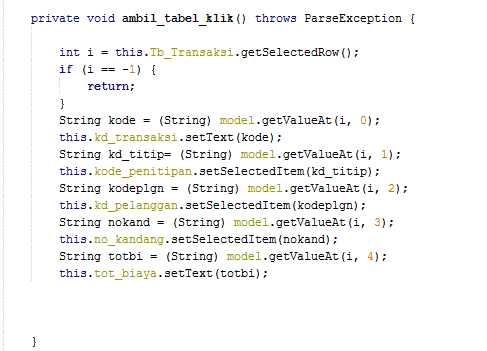 private void ambil_tabel_klik() throws ParseException {
int i = this.Tb_Transaksi.getSelectedRow();
if (i == -1) {
return;
}
String kode = (String) model.getValueAt(i, 0);
this.kd_transaksi.setText(kode);
String kd_titip= (String) model.getValueAt(i, 1);
this.kode_penitipan.setSelectedItem(kd_titip);
String kodeplgn = (String) model.getValueAt(i, 2);
this.kd_pelanggan.setSelectedItem(kodeplgn);
String nokand = (String) model.getValueAt(i, 3);
this.no_kandang.setSelectedItem(nokand);
String totbi = (String) model.getValueAt(i, 4);
this.tot_biaya.setText(totbi);
}